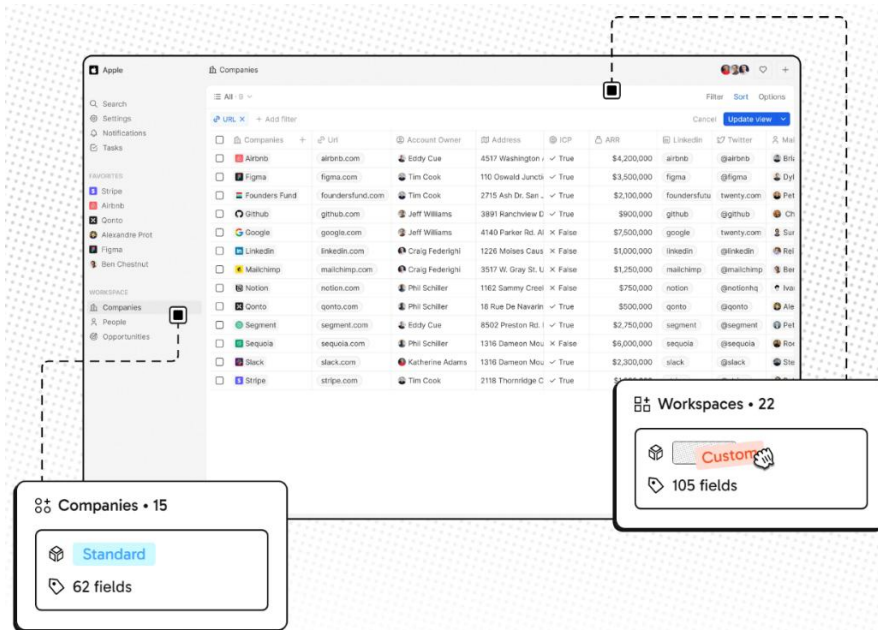 Apple
Companies
Search
Settings
Notifications
Tasks
FAVORITES
Stripe
Airbnb
Qonto
Alexandre Prot
Figma
Ben Chestnut
WORKSPACE
Companies
People
Opportunities
All · 9
Filter Sort Options
URL × + Add filter
Cancel Update view
Companies + Url Account Owner Address ICP ARR Linkedin Twitter
Airbnb airbnb.com Eddy Cue 4517 Washington True $4,200,000 airbnb @airbnb
Figma figma.com Tim Cook 110 Oswald Juncti True $3,500,000 figma @figma
Founders Fund foundersfund.com Tim Cook 2715 Ash Dr. San True $2,100,000 foundersfutu twenty.com Pet
Github github.com Jeff Williams 3891 Ranchview D True $900,000 github @github Ch
Google google.com Jeff Williams 4140 Parker Rd. Al False $7,500,000 google twenty.com
Linkedin linkedin.com Craig Federighi 1226 Moises Caus False $1,000,000 linkedin @linkedin Rei
Mailchimp mailchimp.com Craig Federighi 3517 W. Gray St. U False $1,250,000 mailchimp @mailchimp Ben
Notion notion.com Phil Schiller 1162 Sammy Creel False $750,000 notion @notionhq
Qonto qonto.com Phil Schiller 18 Rue De Navarin True $500,000 qonto @qonto Ale
Segment segment.com Eddy Cue 8502 Preston Rd. True $2,750,000 segment @segment Pet
Sequoia sequoia.com Phil Schiller 1316 Dameon Mou False $6,000,000 sequoia @sequoia
Slack slack.com Katherine Adams 1316 Dameon Mou True $2,300,000 slack @slack Ste
Stripe stripe.com Tim Cook 2118 Thornridge C True
Workspaces • 22
Custom
105 fields
Companies • 15
Standard
62 fields